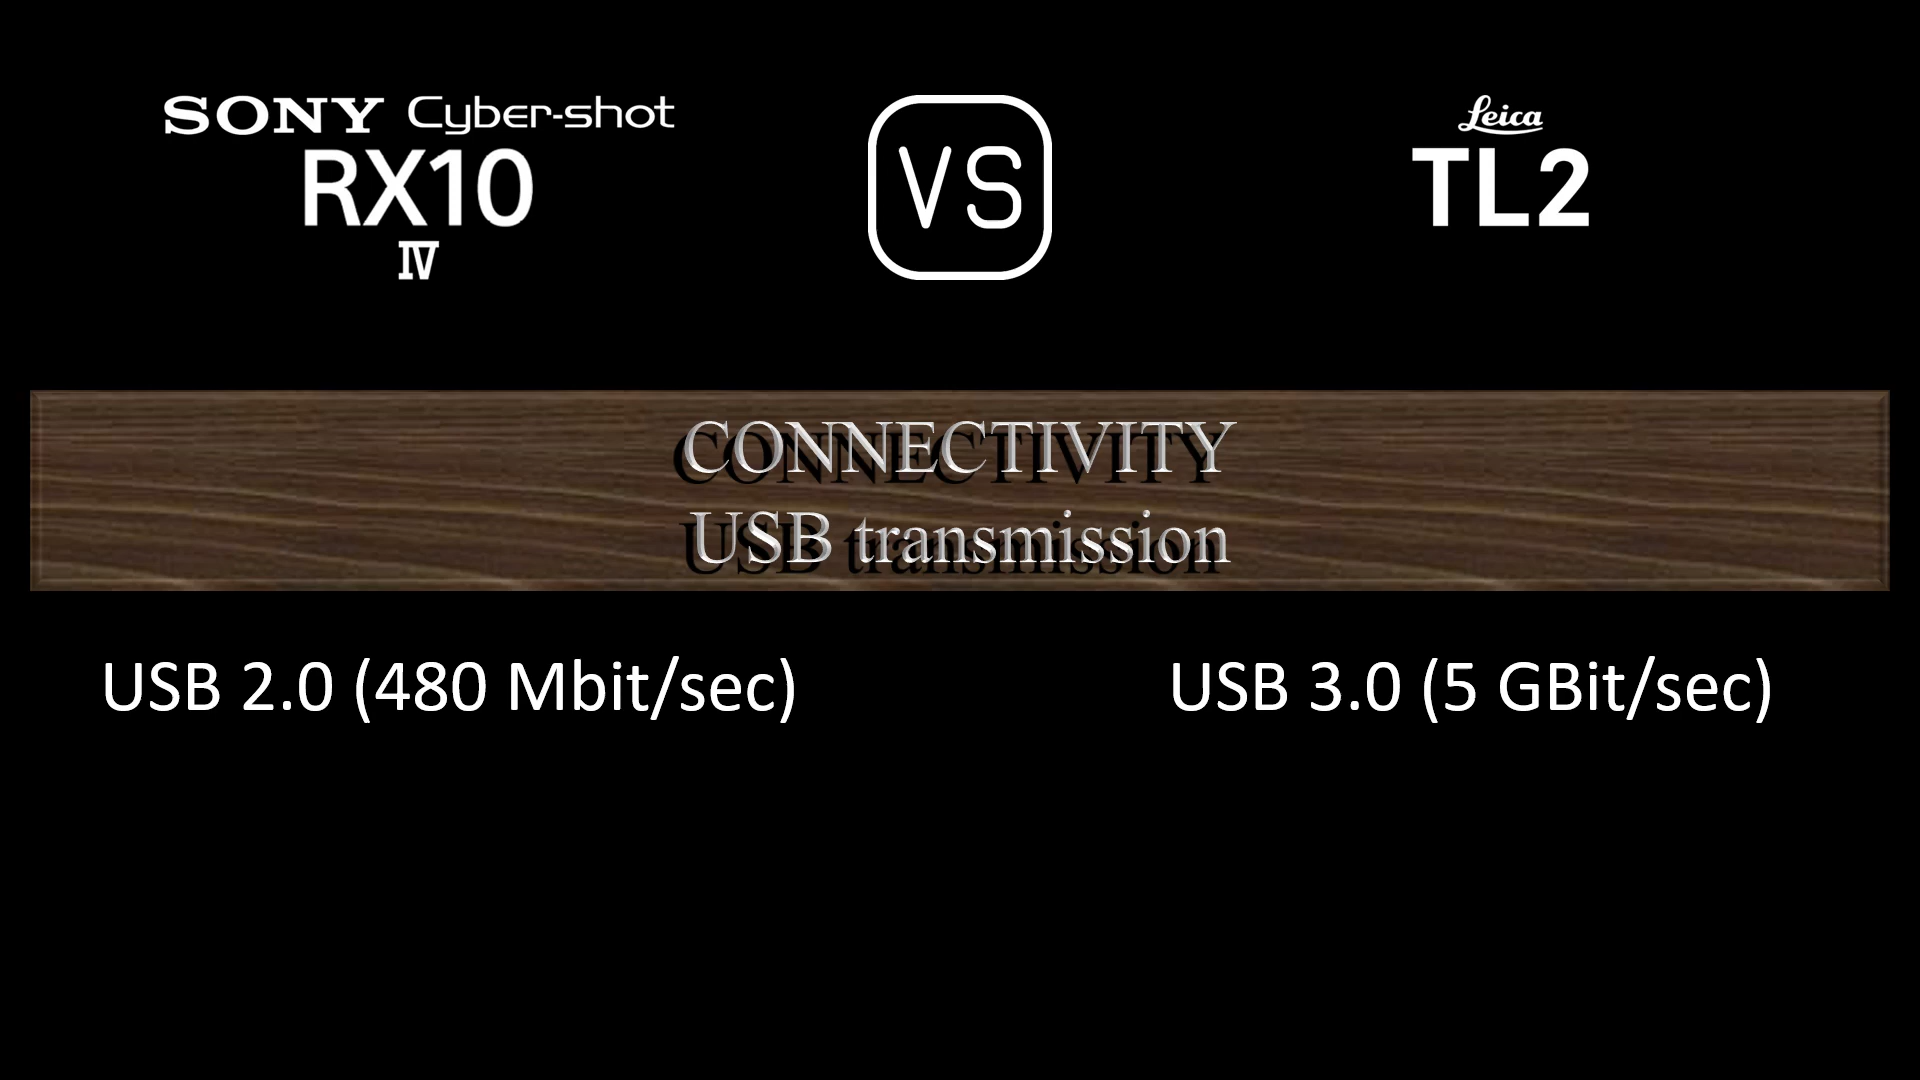 SONY Cyber-shot
RX10
IV
VS
Leica
TL2
CONNECTIVITY
USB transmission
USB 2.0 (480 Mbit/sec)
USB 3.0 (5 GBit/sec)